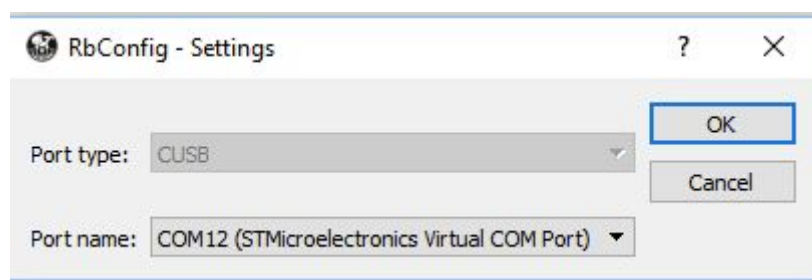 RbConfig - Settings ? ×
OK
Port type: CUSB
Cancel
Port name: COM12 (STMicroelectronics Virtual COM Port)